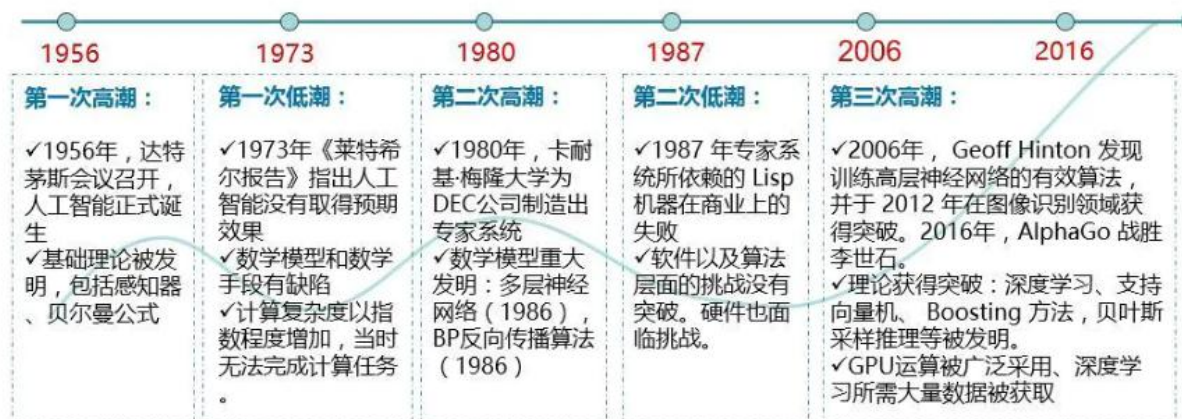 1956
1973
1980
1987
2006
2016
第一次高潮：
✓1956年，达特
茅斯会议召开，
人工智能正式诞
生
✓基础理论被发
明，包括感知器
、贝尔曼公式
第一次低潮：
✓1973年《莱特希
尔报告》指出人工
智能没有取得预期
效果
✓数学模型和数学
手段有缺陷
✓计算复杂度以指
数程度增加，当时
无法完成计算任务
。
第二次高潮：
✓1980年，卡耐
基·梅隆大学为
DEC公司制造出
专家系统
✓数学模型重大
发明：多层神经
网络（1986），
BP反向传播算法
（1986）
第二次低潮：
✓1987 年专家系
统所依赖的 Lisp
机器在商业上的
失败
✓软件以及算法
层面的挑战没有
突破。硬件也面
临挑战。
第三次高潮：
✓2006年， Geoff Hinton 发现
训练高层神经网络的有效算法，
并于 2012 年在图像识别领域获
得突破。2016年，AlphaGo 战胜
李世石。
✓理论获得突破：深度学习、支持
向量机、 Boosting 方法，贝叶斯
采样推理等被发明。
✓GPU运算被广泛采用、深度学
习所需大量数据被获取